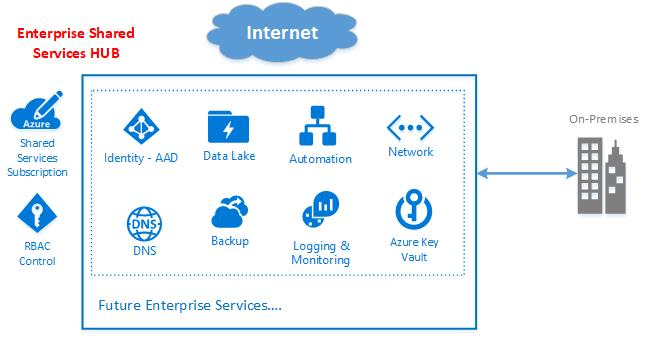 Enterprise Shared
Services HUB
Internet
Azure
Shared
Services
Subscription
RBAC
Control
Identity - AAD
Data Lake
Automation
Network
DNS
DNS
Backup
Logging &
Monitoring
Azure Key
Vault
Future Enterprise Services....
On-Premises